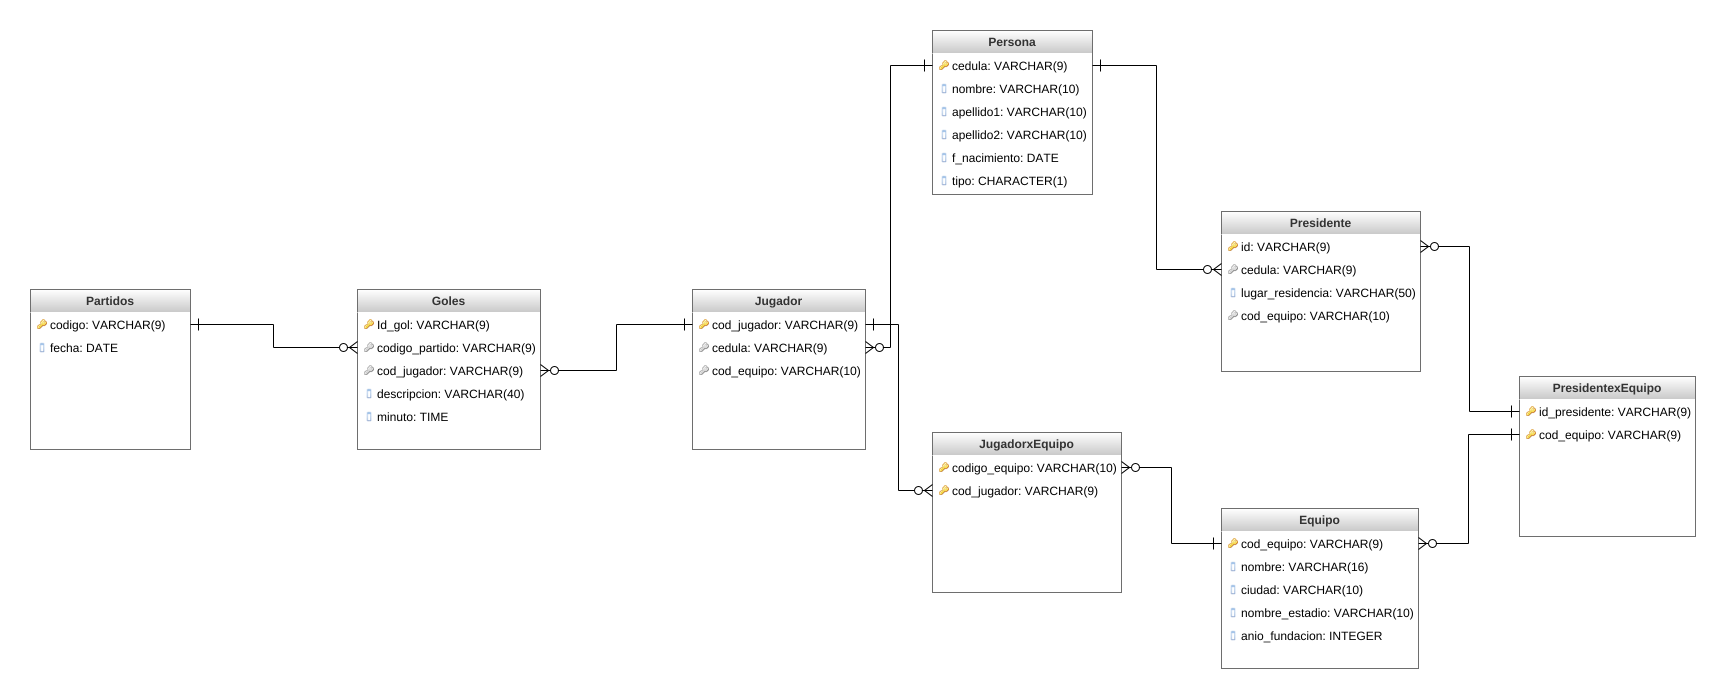 Persona
cedula: VARCHAR(9)
nombre: VARCHAR(10)
apellido1: VARCHAR(10)
apellido2: VARCHAR(10)
f_nacimiento: DATE
tipo: CHARACTER(1)
Presidente
id: VARCHAR(9)
cedula: VARCHAR(9)
lugar_residencia: VARCHAR(50)
cod_equipo: VARCHAR(10)
Partidos
codigo: VARCHAR(9)
fecha: DATE
Goles
Id_gol: VARCHAR(9)
codigo_partido: VARCHAR(9)
cod_jugador: VARCHAR(9)
descripcion: VARCHAR(40)
minuto: TIME
Jugador
cod_jugador: VARCHAR(9)
cedula: VARCHAR(9)
cod_equipo: VARCHAR(10)
PresidentexEquipo
id_presidente: VARCHAR(9)
cod_equipo: VARCHAR(9)
JugadorxEquipo
codigo_equipo: VARCHAR(10)
cod_jugador: VARCHAR(9)
Equipo
cod_equipo: VARCHAR(9)
nombre: VARCHAR(16)
ciudad: VARCHAR(10)
nombre_estadio: VARCHAR(10)
anio_fundacion: INTEGER